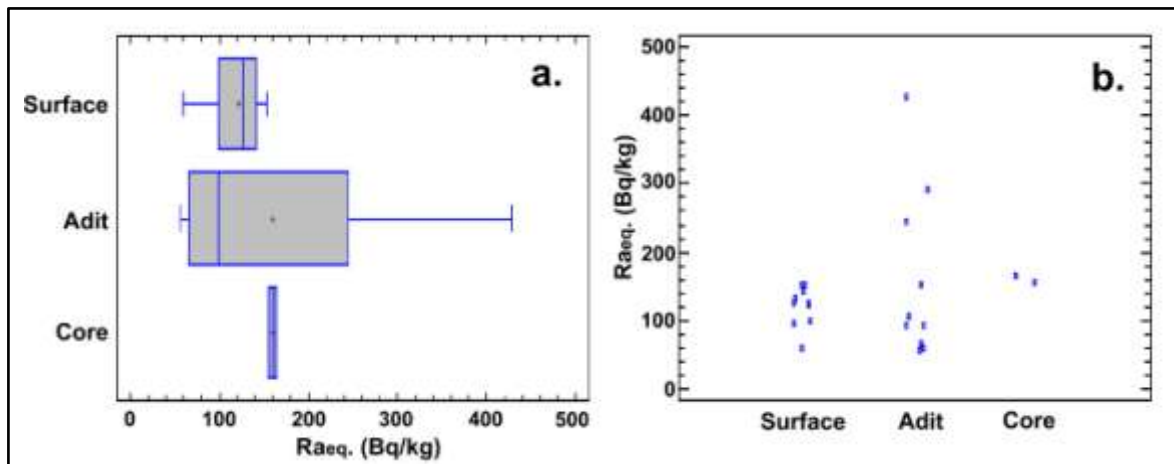 a.
Surface
Adit
Core
0 100 200 300 400 500
Raeq. (Bq/kg)
b.
500
400
300
200
100
0
Raeq. (Bq/kg)
Surface Adit Core